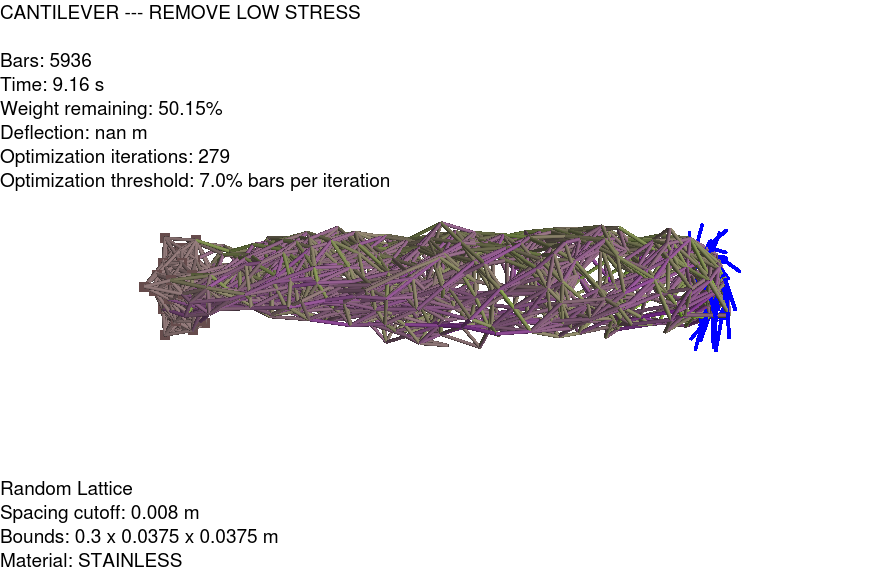 CANTILEVER --- REMOVE LOW STRESS
Bars: 5936
Time: 9.16 s
Weight remaining: 50.15%
Deflection: nan m
Optimization iterations: 279
Optimization threshold: 7.0% bars per iteration
Random Lattice
Spacing cutoff: 0.008 m
Bounds: 0.3 x 0.0375 x 0.0375 m
Material: STAINLESS